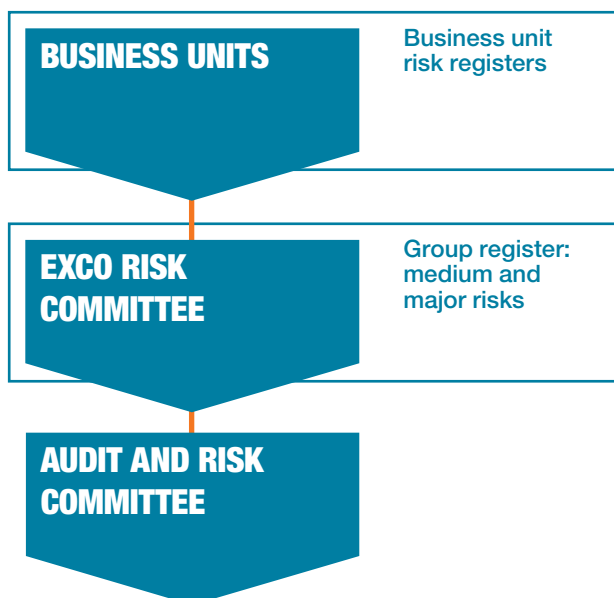 BUSINESS UNITS
Business unit
risk registers
EXCO RISK
COMMITTEE
Group register:
medium and
major risks
AUDIT AND RISK
COMMITTEE